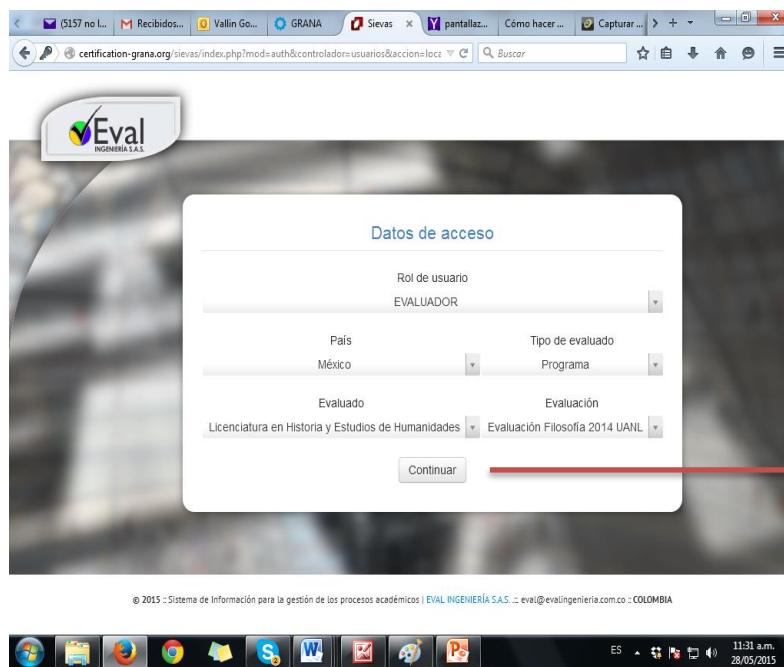 (5157 no l...
Recibidos...
Vallin Go...
GRANA
Sievas
pantallaz...
Cómo hacer ...
Capturar ...
certification-grana.org/sievas/index.php?mod=auth&controlador=usuarios&accion=loca
Buscar
Eval
INGENIERÍA S.A.S.
Datos de acceso
Rol de usuario
EVALUADOR
País
Tipo de evaluado
México
Programa
Evaluado
Evaluación
Licenciatura en Historia y Estudios de Humanidades
Evaluación Filosofía 2014 UANL
Continuar
© 2015 :: Sistema de Información para la gestión de los procesos académicos | EVAL INGENIERÍA S.A.S. .::. eval@evalingenieria.com.co :: COLOMBIA
ES
11:31 a.m.
28/05/2015